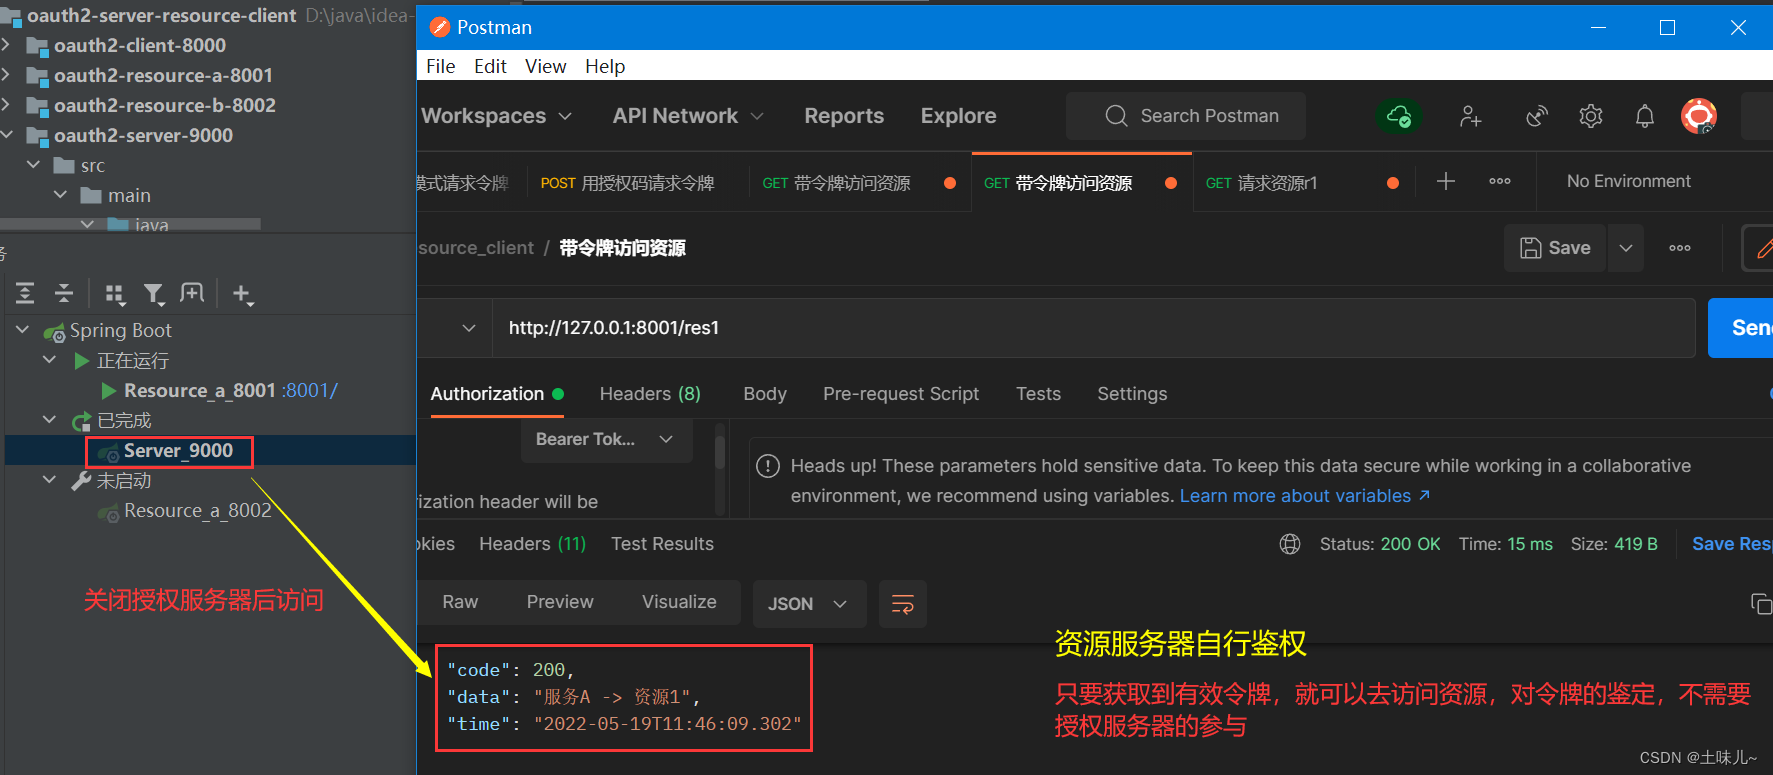 oauth2-server-resource-client D:\java\idea-
oauth2-client-8000
oauth2-resource-a-8001
oauth2-resource-b-8002
oauth2-server-9000
src
main
java
务
Spring Boot
正在运行
Resource_a_8001 :8001/
已完成
Server_9000
未启动
Resource_a_8002
关闭授权服务器后访问
Postman
File Edit View Help
Workspaces API Network Reports Explore Search Postman
模式请求令牌 POST 用授权码请求令牌 GET 带令牌访问资源 GET 带令牌访问资源 GET 请求资源r1 No Environment
source_client / 带令牌访问资源 Save
http://127.0.0.1:8001/res1 Sen
Authorization Headers (8) Body Pre-request Script Tests Settings
Bearer Tok...
rization header will be
Heads up! These parameters hold sensitive data. To keep this data secure while working in a collaborative
environment, we recommend using variables. Learn more about variables ↗
okies Headers (11) Test Results Status: 200 OK Time: 15 ms Size: 419 B Save Res
Raw Preview Visualize JSON
"code": 200,
"data": "服务A -> 资源1",
"time": "2022-05-19T11:46:09.302"
资源服务器自行鉴权
只要获取到有效令牌，就可以去访问资源，对令牌的鉴定，不需要
授权服务器的参与
CSDN @土味儿~